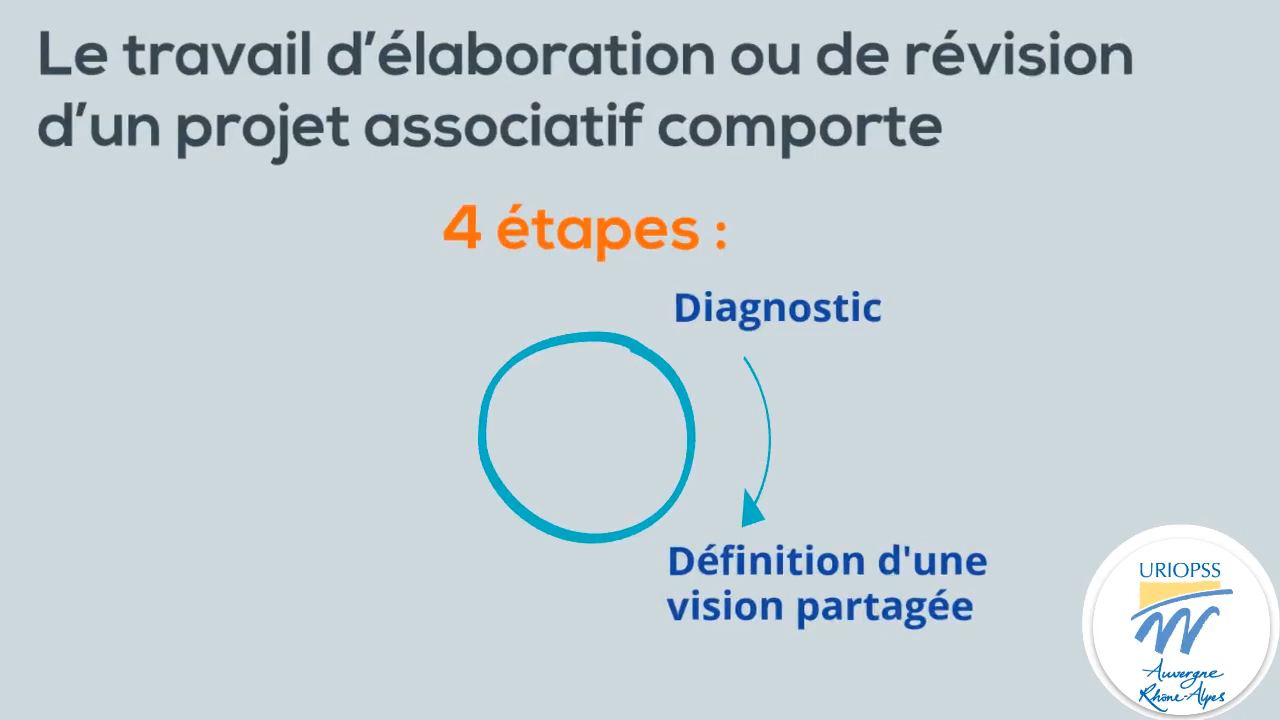 Le travail d’élaboration ou de révision
d’un projet associatif comporte
4 étapes :
Diagnostic
Définition d'une
vision partagée
URIOPSS
Auvergne
Rhône-Alpes